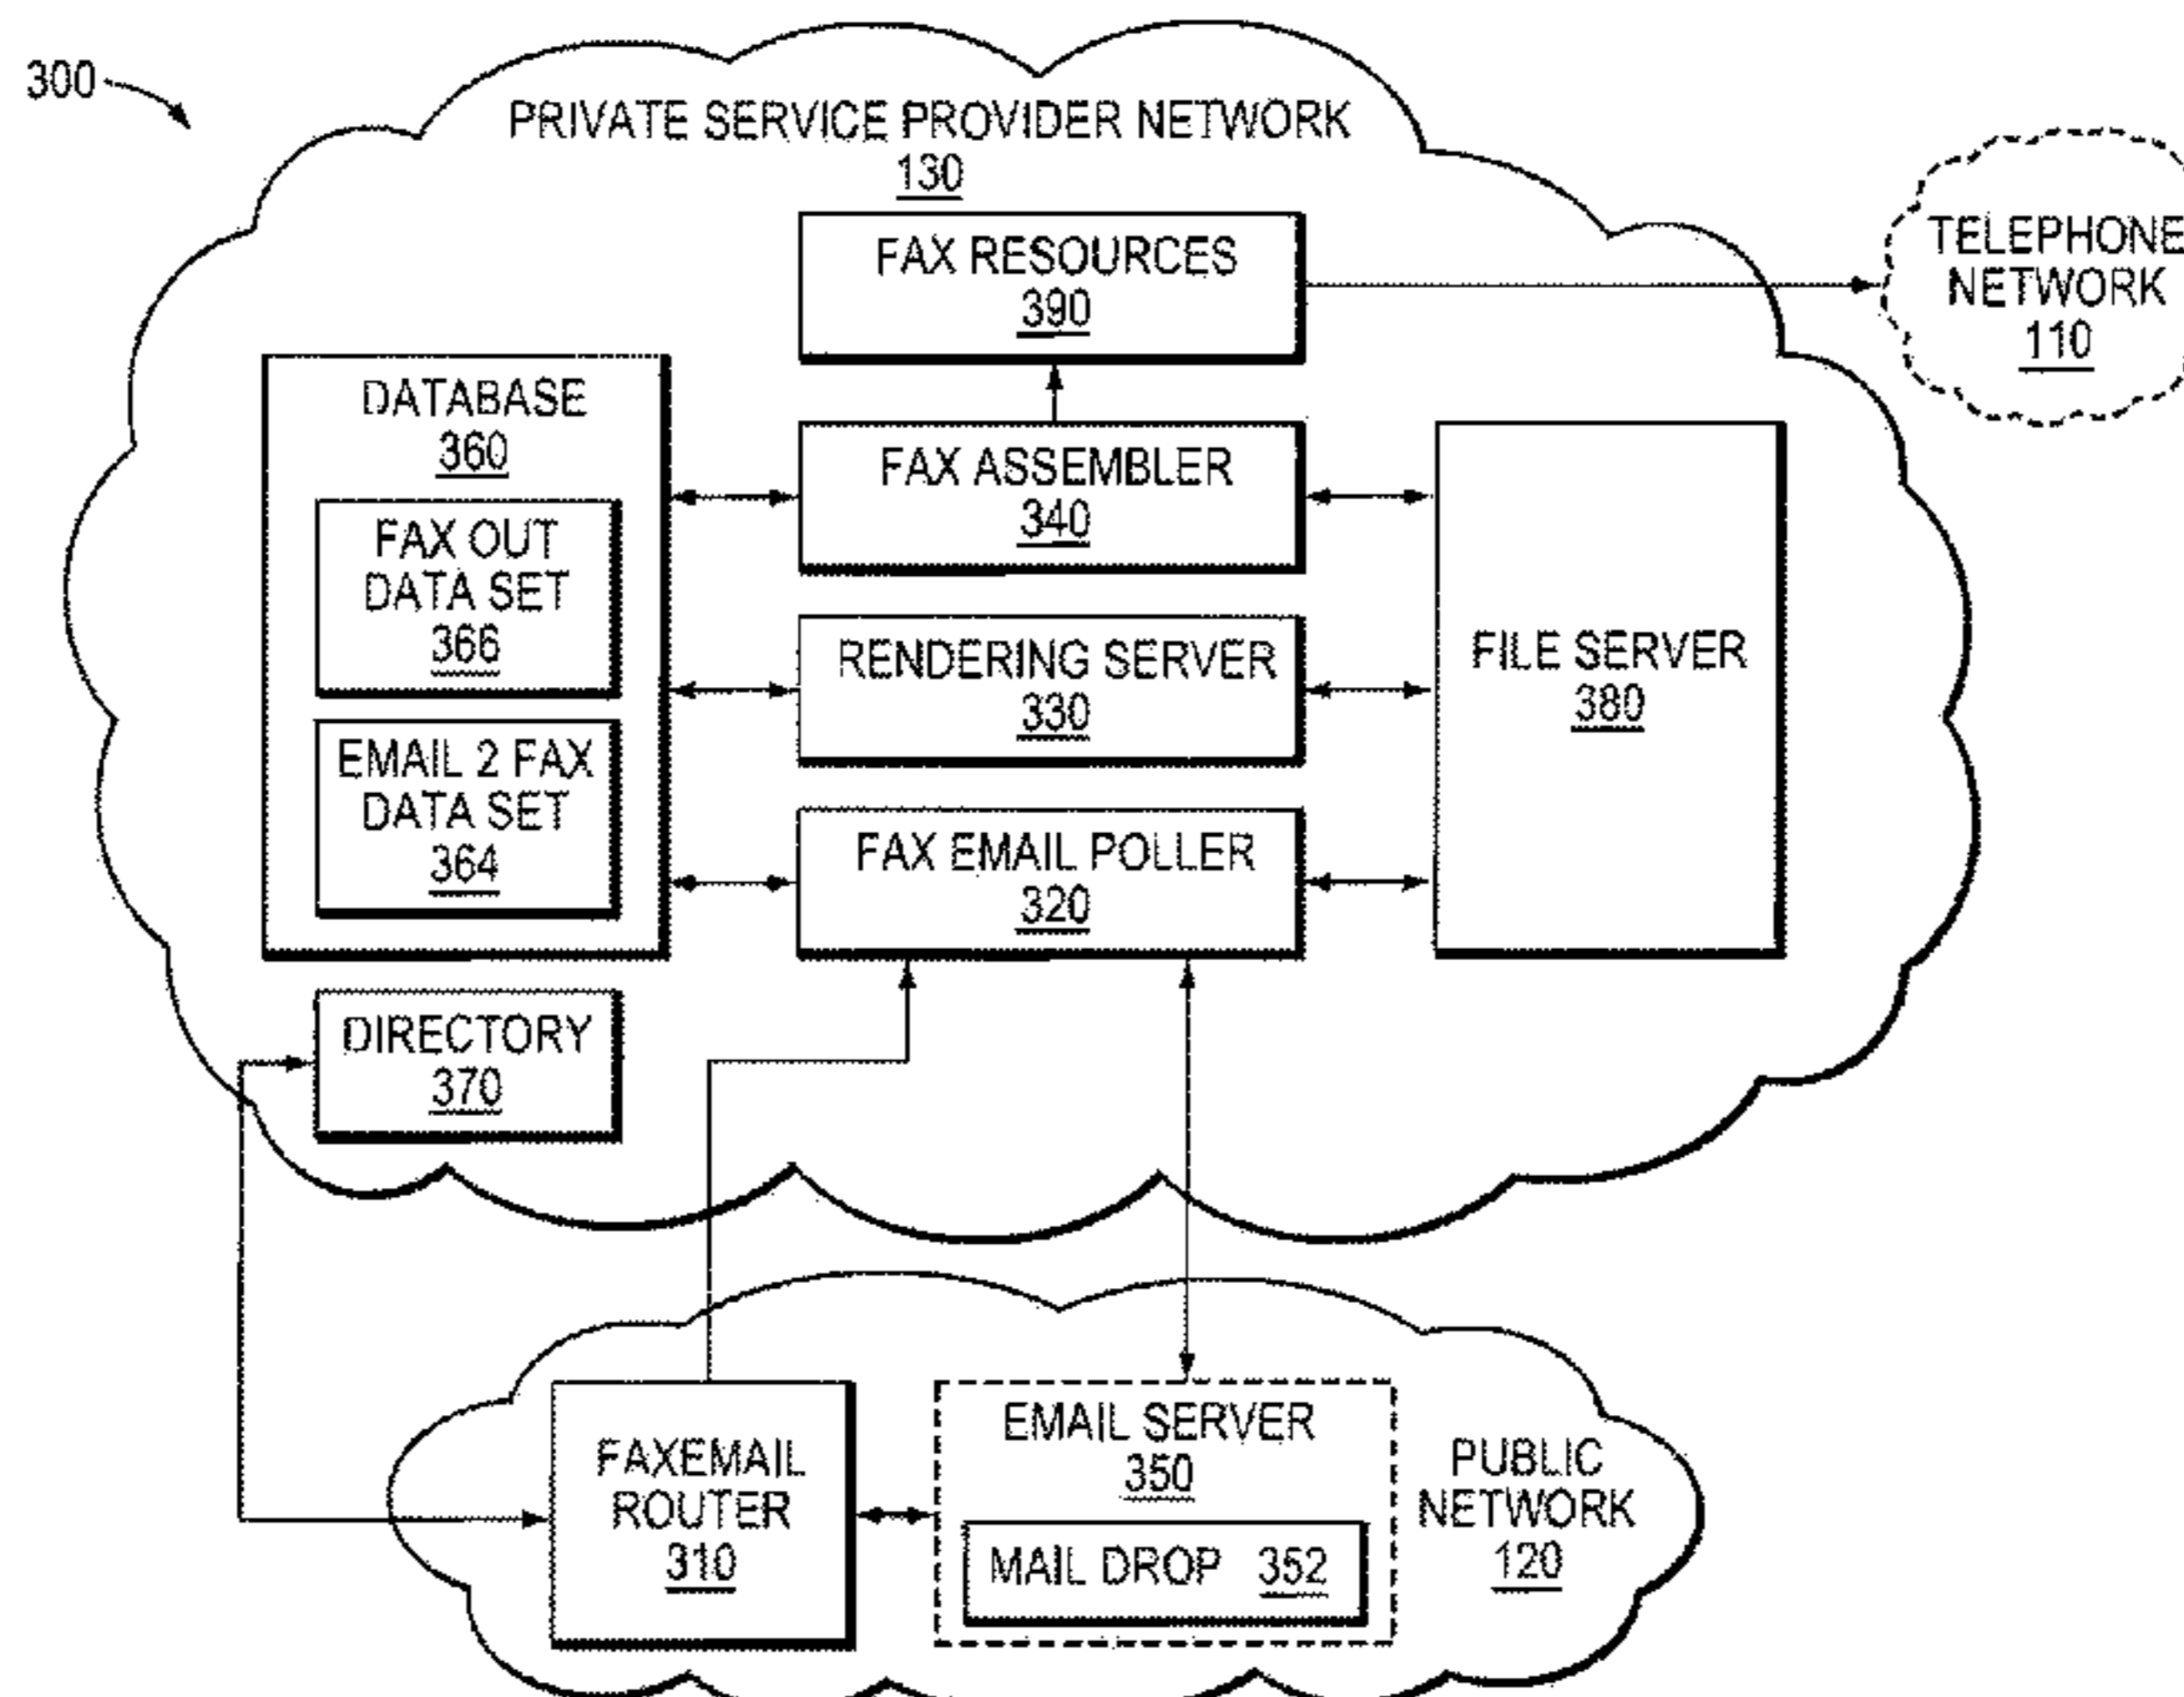 300
PRIVATE SERVICE PROVIDER NETWORK
130
FAX RESOURCES
390
TELEPHONE
NETWORK
110
DATABASE
360
FAX OUT
DATA SET
366
EMAIL 2 FAX
DATA SET
364
FAX ASSEMBLER
340
RENDERING SERVER
330
FAX EMAIL POLLER
320
FILE SERVER
380
DIRECTORY
370
FAXEMAIL
ROUTER
310
EMAIL SERVER
350
MAIL DROP 352
PUBLIC
NETWORK
120